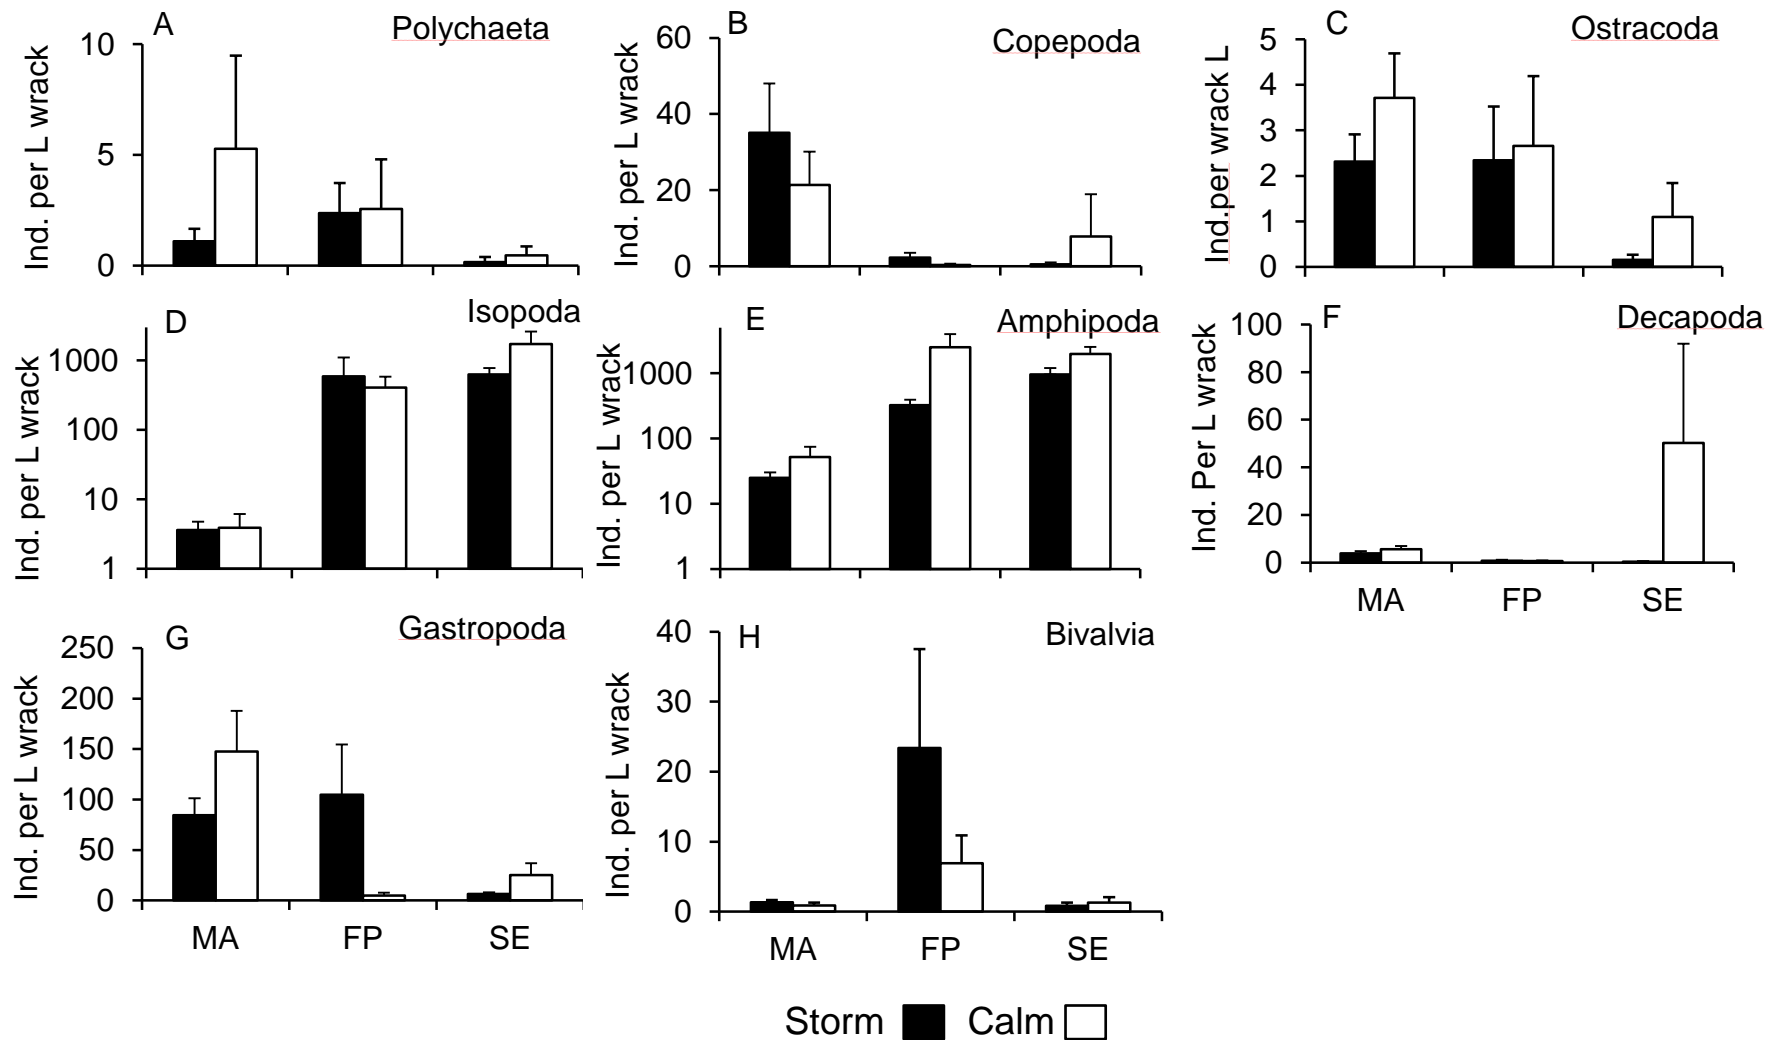 A
Polychaeta
10
5
0
Ind. per L wrack
B
Copepoda
60
40
20
0
Ind. per L wrack
C
Ostracoda
5
4
3
2
1
0
Ind.per wrack L
D
Isopoda
1000
100
10
1
Ind. per L wrack
E
Amphipoda
1000
100
10
1
Ind. per L wrack
F
Decapoda
100
80
60
40
20
0
Ind. Per L wrack
MA FP SE
G
Gastropoda
250
200
150
100
50
0
Ind. per L wrack
MA FP SE
H
Bivalvia
40
30
20
10
0
Ind. per L wrack
MA FP SE
Storm Calm